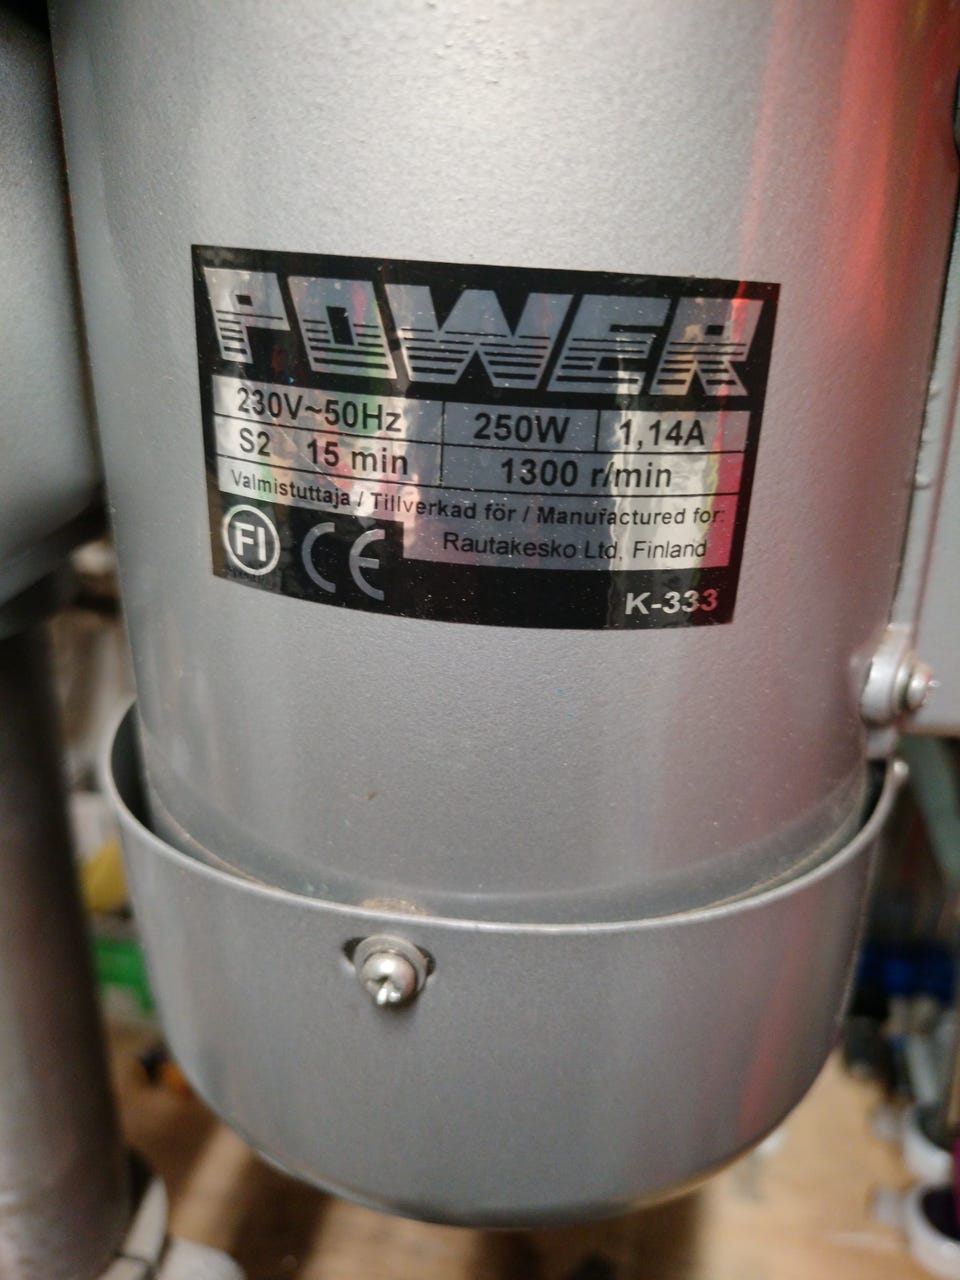 POWER
230V~50Hz 250W 1,14A
S2 15 min 1300 r/min
Valmistuttaja / Tillverkad för / Manufactured for:
Rautakesko Ltd, Finland
FI CE
K-333